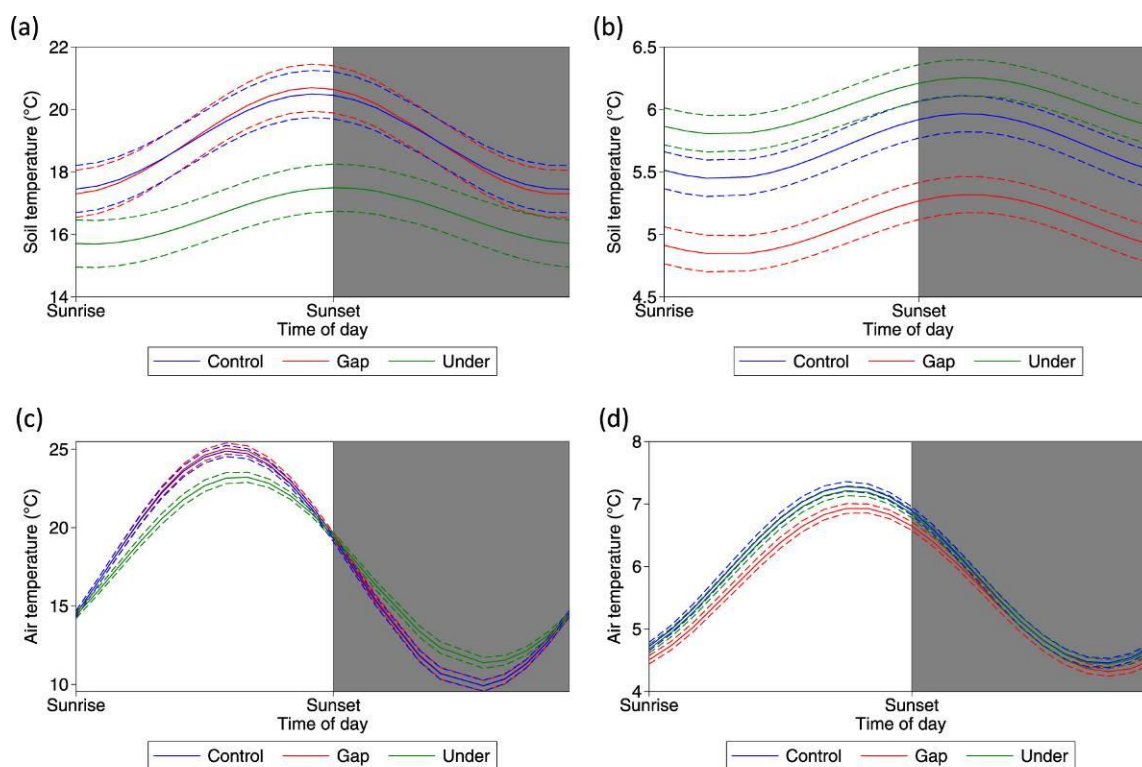 (a)
Soil temperature (°C)
22
20
18
16
14
Sunrise
Sunset
Time of day
Control
Gap
Under
(b)
Soil temperature (°C)
6.5
6
5.5
5
4.5
Sunrise
Sunset
Time of day
Control
Gap
Under
(c)
Air temperature (°C)
25
20
15
10
Sunrise
Sunset
Time of day
Control
Gap
Under
(d)
Air temperature (°C)
8
7
6
5
4
Sunrise
Sunset
Time of day
Control
Gap
Under